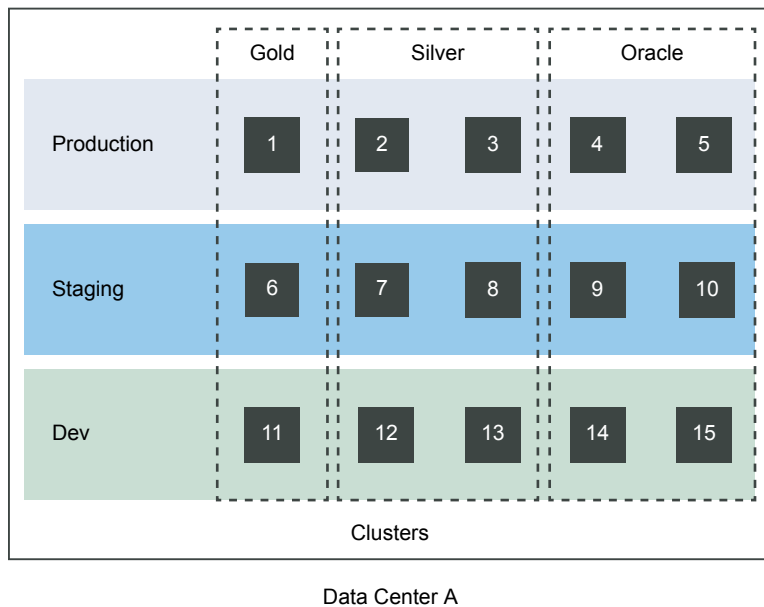 Gold Silver Oracle
Production 1 2 3 4 5
Staging 6 7 8 9 10
Dev 11 12 13 14 15
Clusters
Data Center A